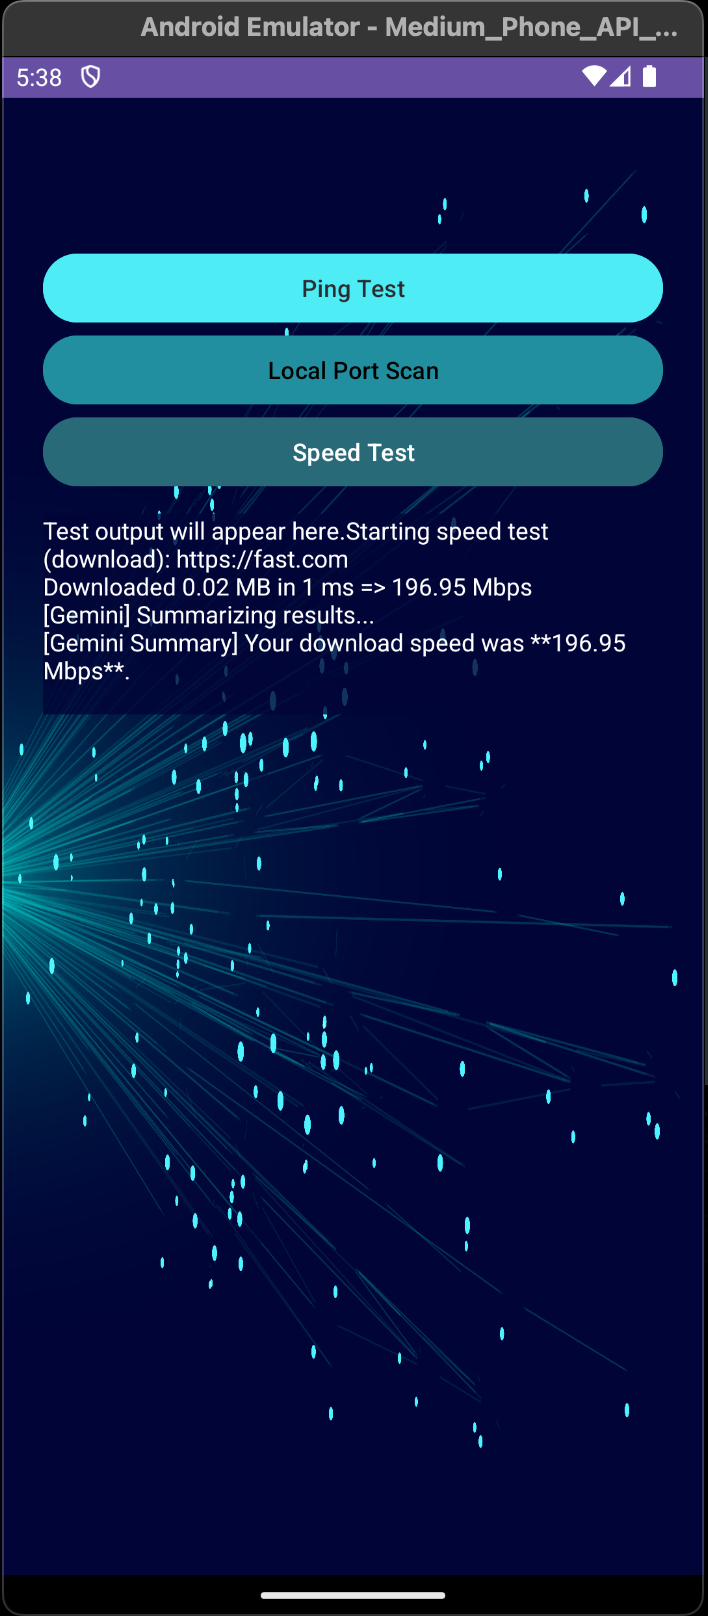 Android Emulator - Medium_Phone_API_...
5:38
Ping Test
Local Port Scan
Speed Test
Test output will appear here.Starting speed test
(download): https://fast.com
Downloaded 0.02 MB in 1 ms => 196.95 Mbps
[Gemini] Summarizing results...
[Gemini Summary] Your download speed was **196.95
Mbps**.